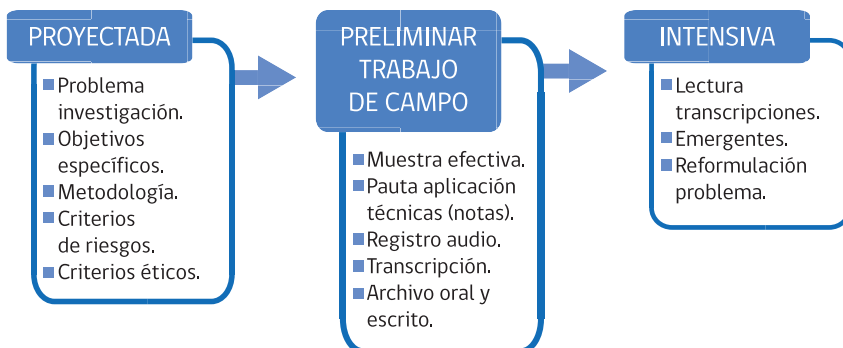 PROYECTADA
■ Problema
investigación.
■ Objetivos
específicos.
■ Metodología.
■ Criterios
de riesgos.
■ Criterios éticos.
PRELIMINAR
TRABAJO
DE CAMPO
■ Muestra efectiva.
■ Pauta aplicación
técnicas (notas).
■ Registro audio.
■ Transcripción.
■ Archivo oral y
escrito.
INTENSIVA
■ Lectura
transcripciones.
■ Emergentes.
■ Reformulación
problema.